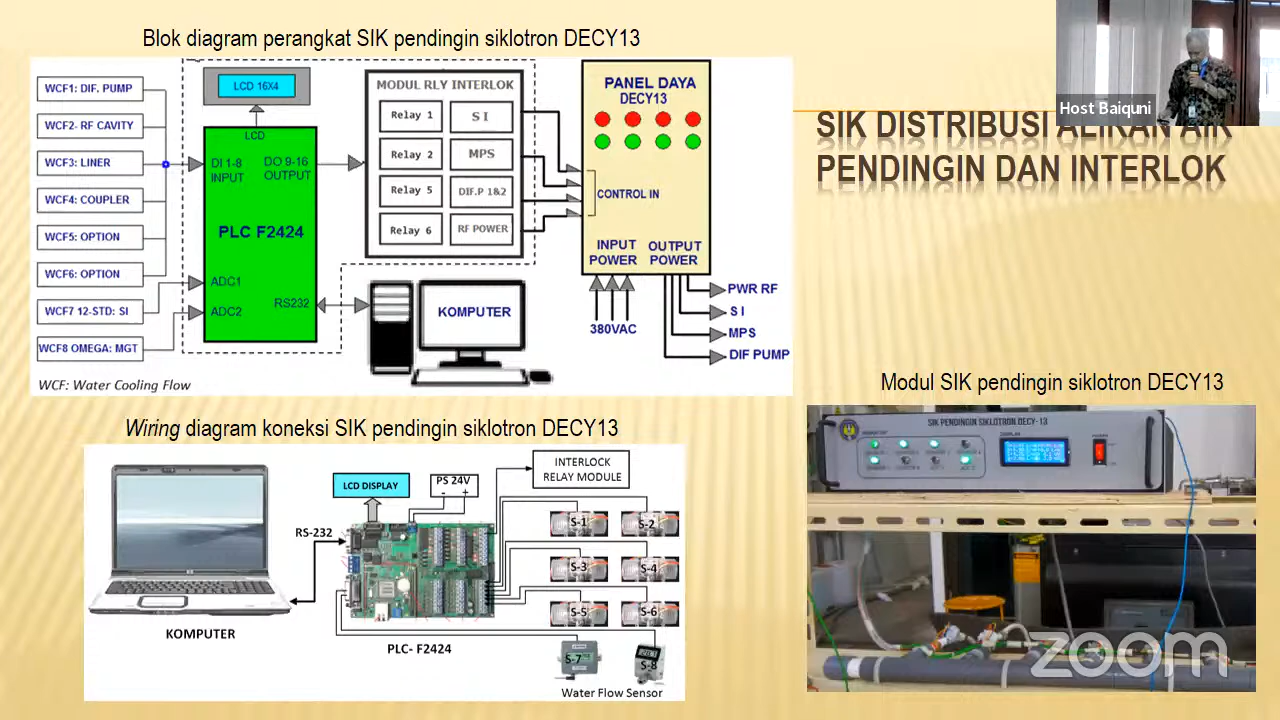 Blok diagram perangkat SIK pendingin siklotron DECY13
WCF1: DIF. PUMP
WCF2- RF CAVITY
WCF3: LINER
WCF4: COUPLER
WCF5: OPTION
WCF6: OPTION
WCF7 12-STD: SI
WCF8 OMEGA: MGT
WCF: Water Cooling Flow
LCD 16X4
LCD
DI 1-8
INPUT
DO 9-16
OUTPUT
PLC F2424
ADC1
ADC2
RS232
MODUL RLY INTERLOK
Relay 1
S I
Relay 2
MPS
Relay 5
DIF.P 1&2
Relay 6
RF POWER
KOMPUTER
PANEL DAYA
DECY13
CONTROL IN
INPUT
POWER
OUTPUT
POWER
380VAC
PWR RF
S I
MPS
DIF PUMP
Host Baiquni
SIK DISTRIBUSI ALIRAN AIR
PENDINGIN DAN INTERLOK
Wiring diagram koneksi SIK pendingin siklotron DECY13
KOMPUTER
RS-232
LCD DISPLAY
PS 24V
- +
INTERLOCK
RELAY MODULE
S-1
S-2
S-3
S-4
S-5
S-6
S-7
S-8
PLC- F2424
Water Flow Sensor
Modul SIK pendingin siklotron DECY13
SIK PENDINGIN SIKLOTRON DECY-13
DISPLAY
POWER
zoom